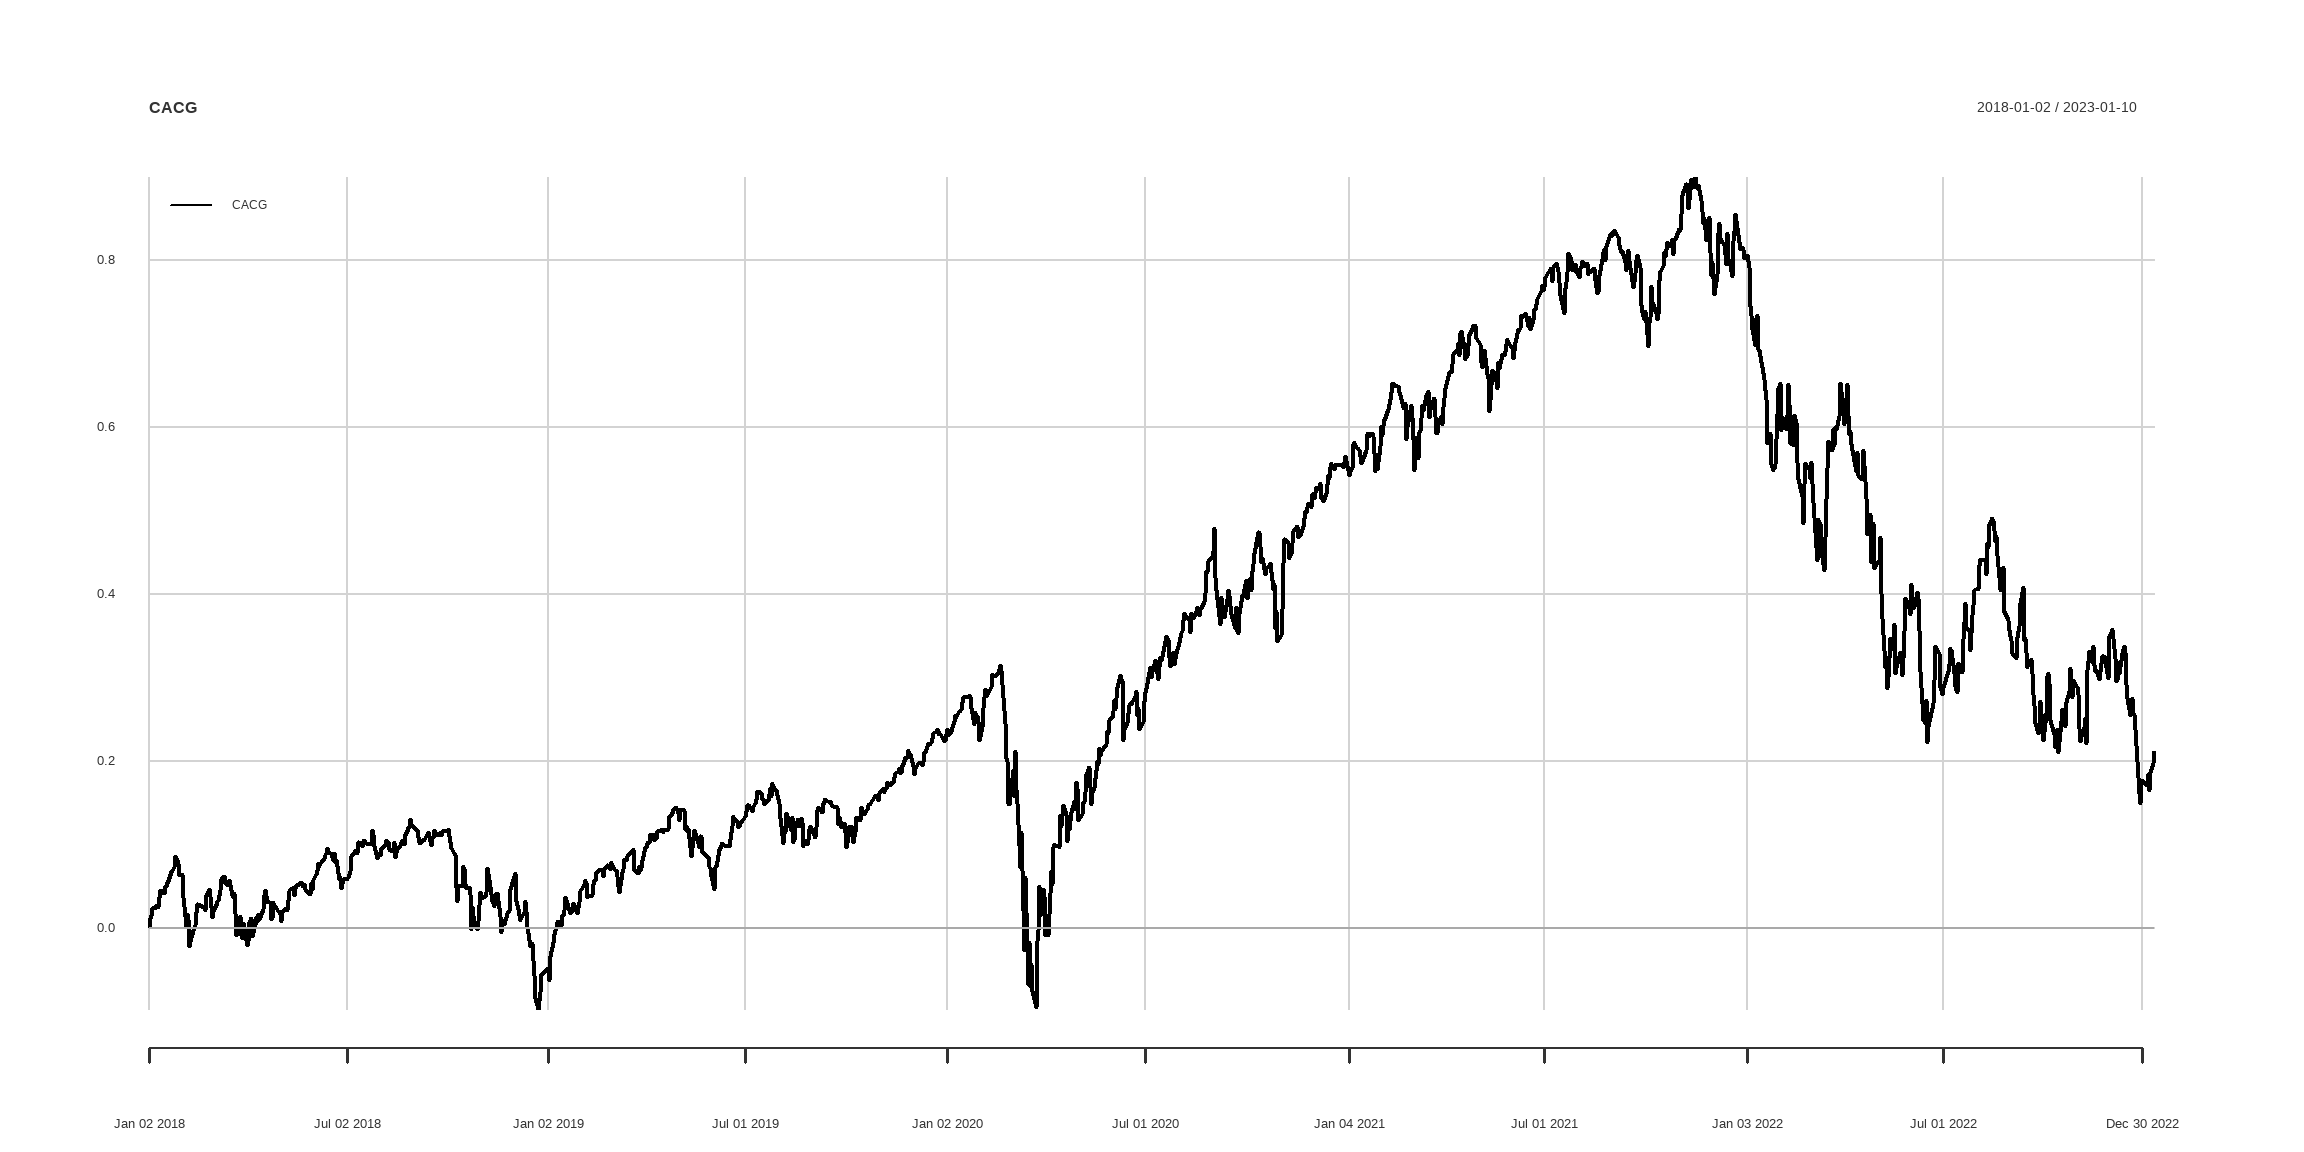 CACG
2018-01-02 / 2023-01-10
CACG
0.8
0.6
0.4
0.2
0.0
Jan 02 2018
Jul 02 2018
Jan 02 2019
Jul 01 2019
Jan 02 2020
Jul 01 2020
Jan 04 2021
Jul 01 2021
Jan 03 2022
Jul 01 2022
Dec 30 2022